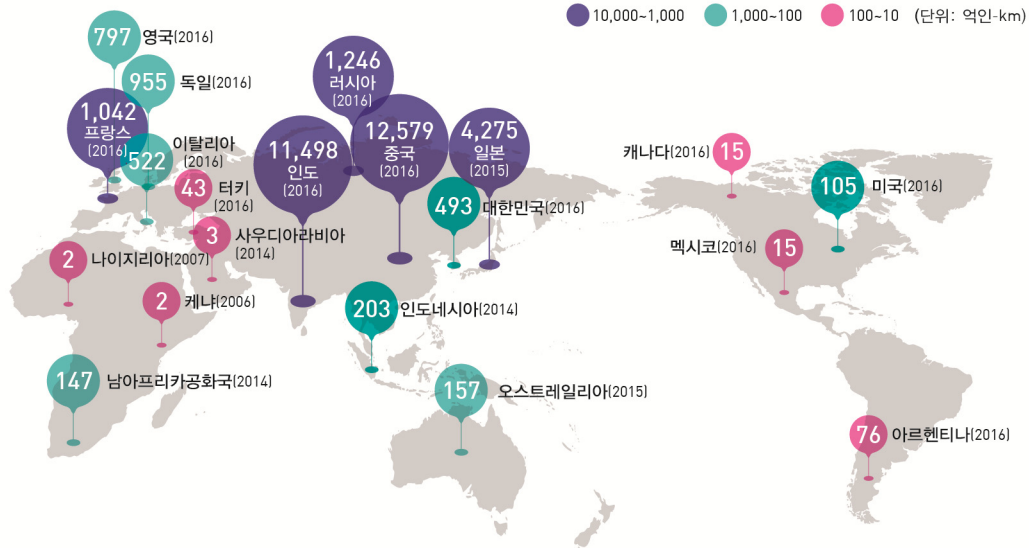 10,000~1,000
1,000~100
100~10
(단위: 억인-km)
797
영국(2016)
955
독일(2016)
1,042
프랑스
(2016)
522
이탈리아
(2016)
1,246
러시아
(2016)
11,498
인도
(2016)
12,579
중국
(2016)
4,275
일본
(2015)
493
대한민국(2016)
43
터키
(2016)
3
사우디아라비아
(2014)
2
나이지리아(2007)
2
케냐(2006)
203
인도네시아(2014)
147
남아프리카공화국(2014)
157
오스트레일리아(2015)
캐나다(2016)
15
105
미국(2016)
멕시코(2016)
15
76
아르헨티나(2016)